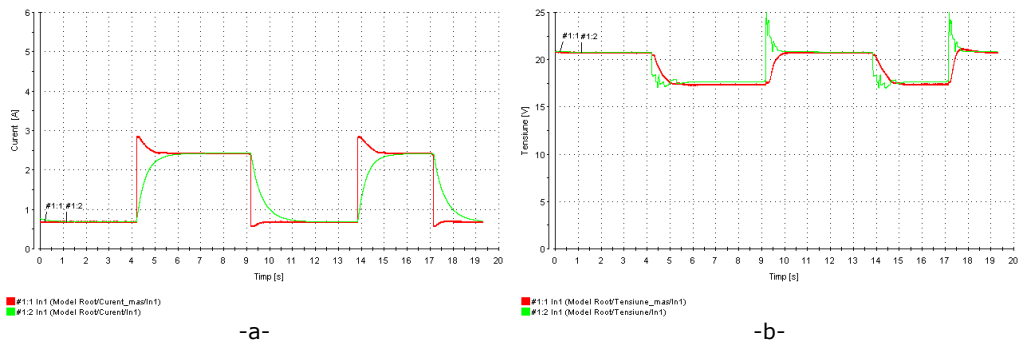 6
5
4
3
2
1
0
Curent [A]
#1:1 #1:2
0 1 2 3 4 5 6 7 8 9 10 11 12 13 14 15 16 17 18 19 20
Timp [s]
#1:1 In1 (Model Root/Curent_mas/In1)
#1:2 In1 (Model Root/Curent/In1)
-a-
25
20
15
10
5
0
Tensiune [V]
#1:1 #1:2
0 1 2 3 4 5 6 7 8 9 10 11 12 13 14 15 16 17 18 19 20
Timp [s]
#1:1 In1 (Model Root/Tensiune_mas/In1)
#1:2 In1 (Model Root/Tensiune/In1)
-b-